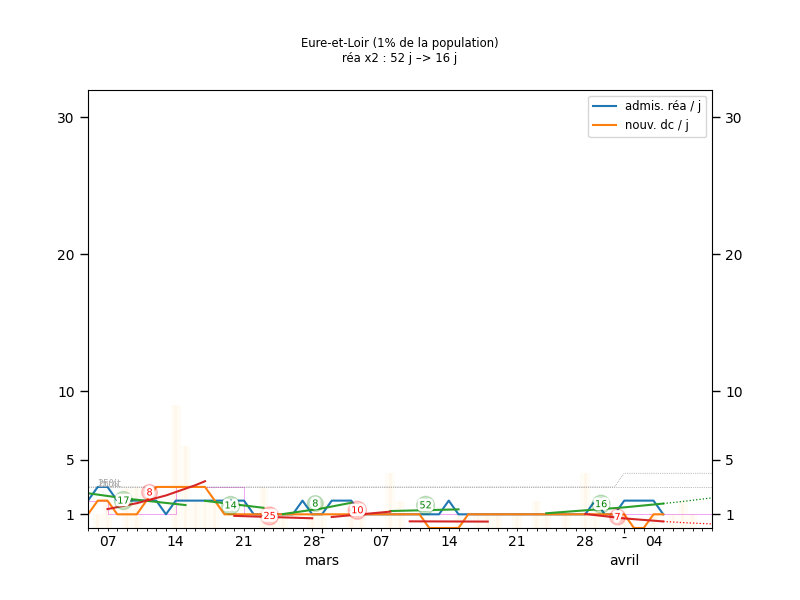 Eure-et-Loir (1% de la population)
réa x2 : 52 j –> 16 j
admis. réa / j
nouv. dc / j
30 30
20 20
10 10
5 5
1 1
17 8 14 25 8 10 52 16 7
07 14 21 28 07 14 21 28 04
mars avril